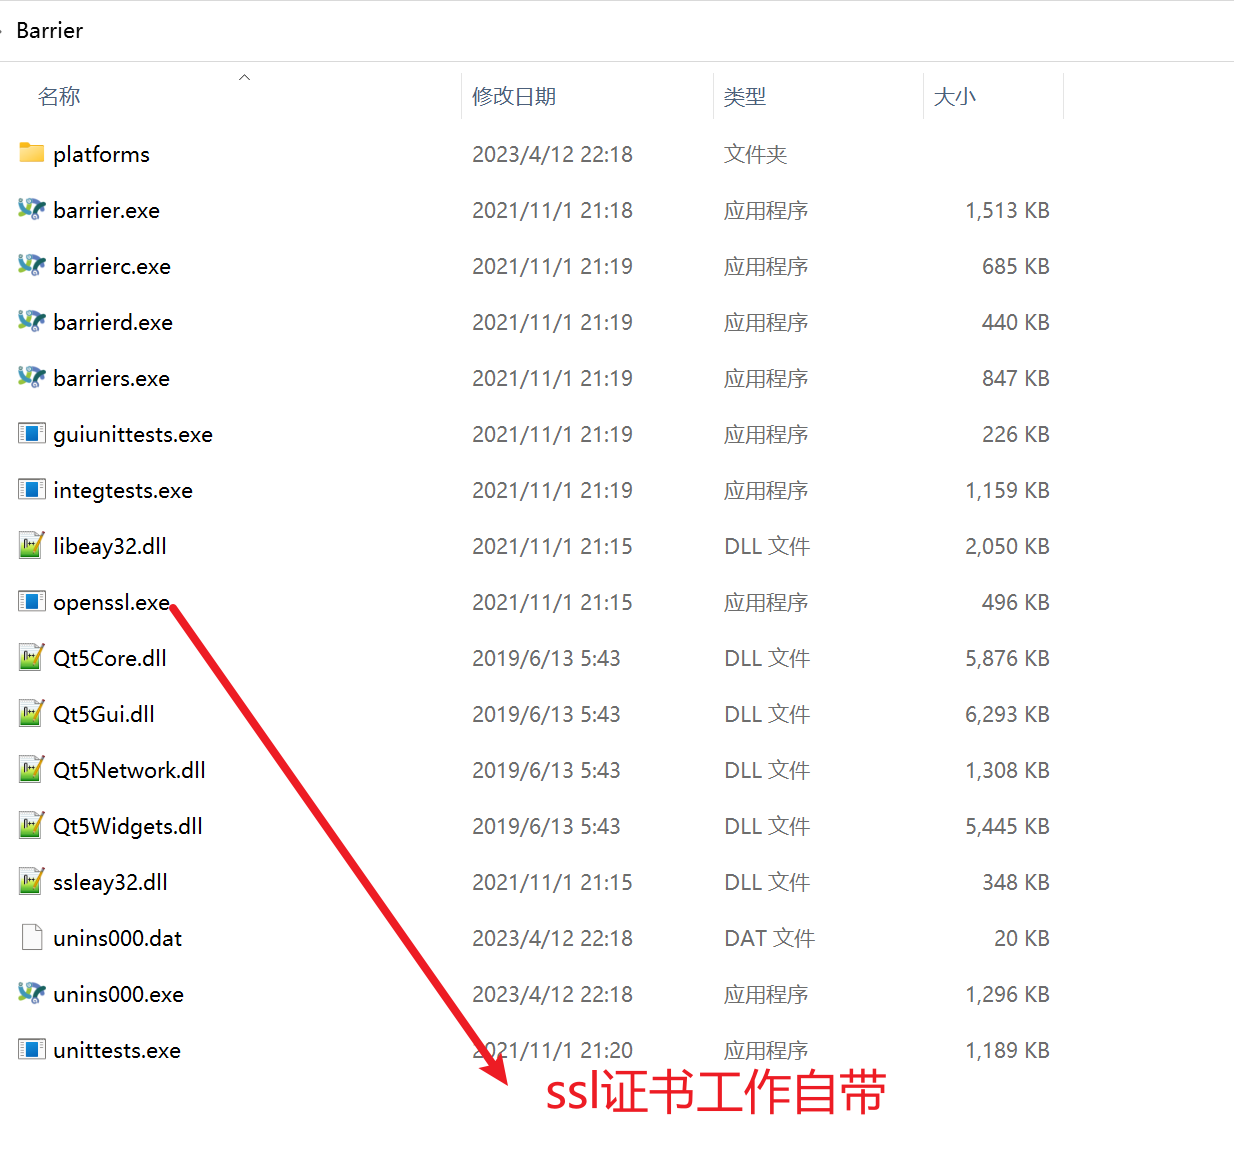 Barrier
名称 修改日期 类型 大小
platforms 2023/4/12 22:18 文件夹
barrier.exe 2021/11/1 21:18 应用程序 1,513 KB
barrierc.exe 2021/11/1 21:19 应用程序 685 KB
barrierd.exe 2021/11/1 21:19 应用程序 440 KB
barriers.exe 2021/11/1 21:19 应用程序 847 KB
guiunittests.exe 2021/11/1 21:19 应用程序 226 KB
integtests.exe 2021/11/1 21:19 应用程序 1,159 KB
libeay32.dll 2021/11/1 21:15 DLL 文件 2,050 KB
openssl.exe 2021/11/1 21:15 应用程序 496 KB
Qt5Core.dll 2019/6/13 5:43 DLL 文件 5,876 KB
Qt5Gui.dll 2019/6/13 5:43 DLL 文件 6,293 KB
Qt5Network.dll 2019/6/13 5:43 DLL 文件 1,308 KB
Qt5Widgets.dll 2019/6/13 5:43 DLL 文件 5,445 KB
ssleay32.dll 2021/11/1 21:15 DLL 文件 348 KB
unins000.dat 2023/4/12 22:18 DAT 文件 20 KB
unins000.exe 2023/4/12 22:18 应用程序 1,296 KB
unittests.exe 2021/11/1 21:20 应用程序 1,189 KB
ssl证书工作自带